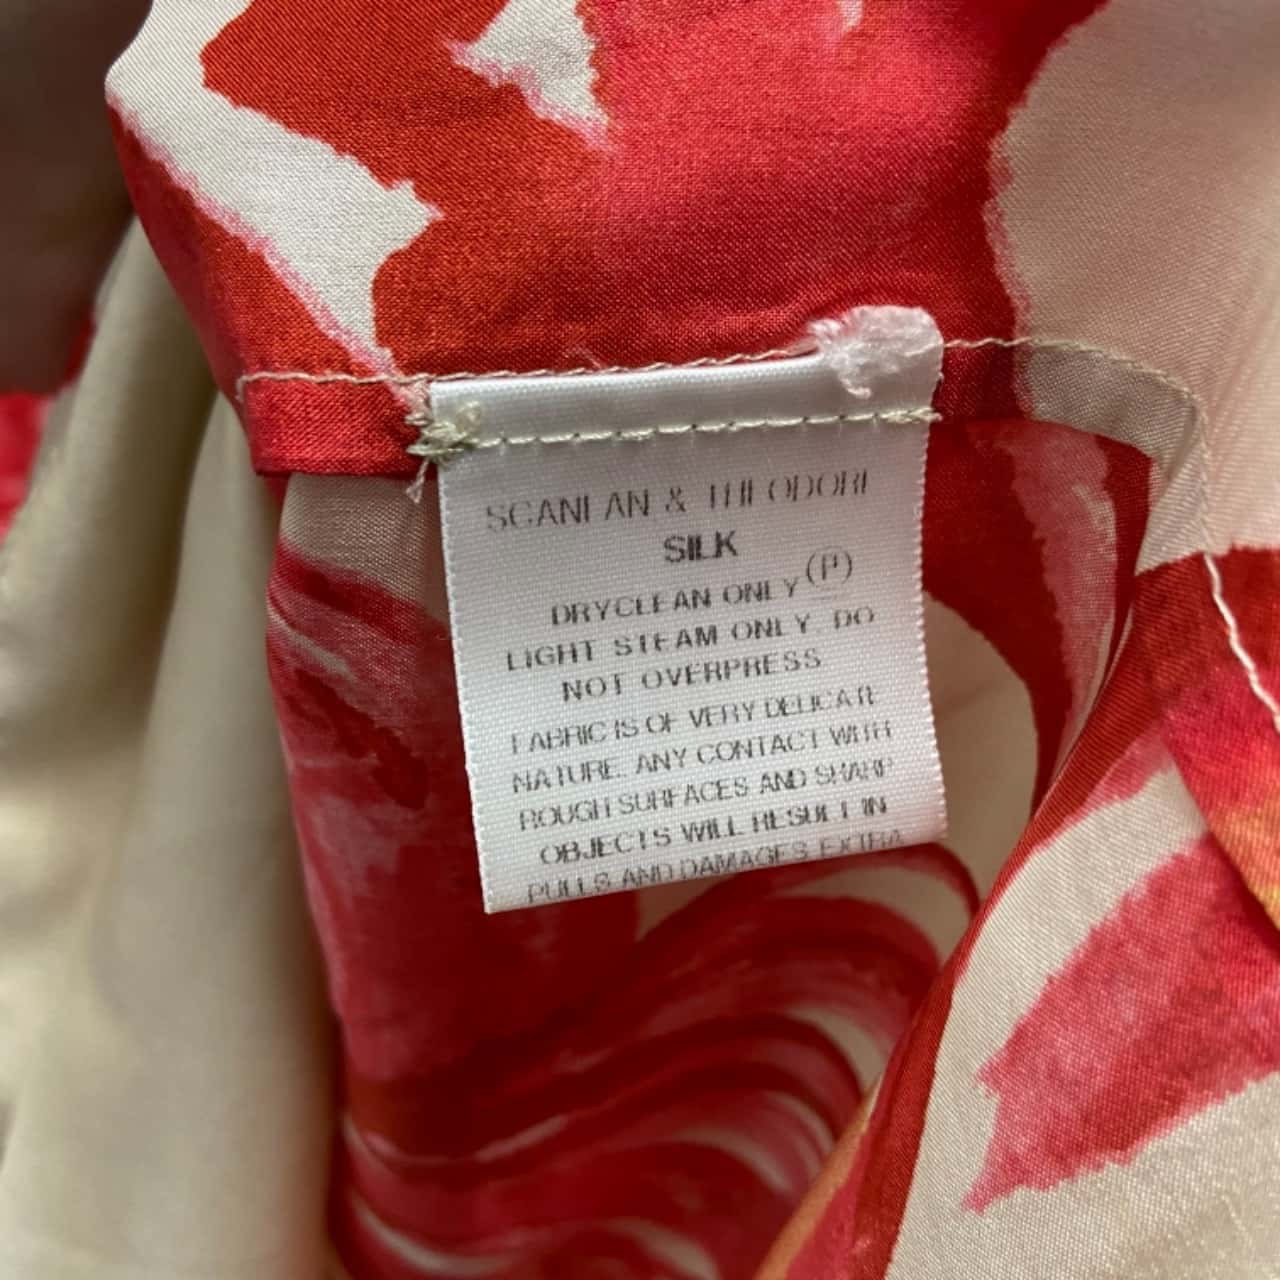 SCANLAN & THEODORE
SILK
DRYCLEAN ONLY (P)
LIGHT STEAM ONLY. DO
NOT OVERPRESS
FABRIC IS OF VERY DELICATE
NATURE. ANY CONTACT WITH
ROUGH SURFACES AND SHARP
OBJECTS WILL RESULT IN
PULLS AND DAMAGES EXTRA